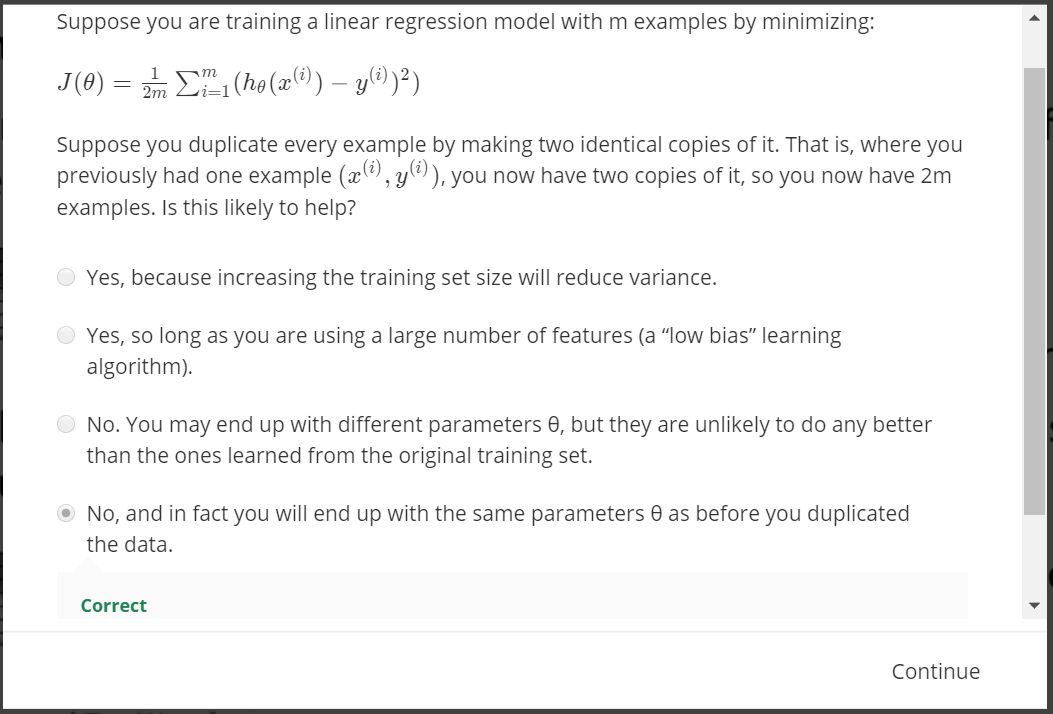 Suppose you are training a linear regression model with m examples by minimizing:
J(θ) = 1/2m ∑ᵐᵢ₌₁(hθ(x⁽ⁱ⁾) − y⁽ⁱ⁾)²)
Suppose you duplicate every example by making two identical copies of it. That is, where you
previously had one example (x⁽ⁱ⁾, y⁽ⁱ⁾), you now have two copies of it, so you now have 2m
examples. Is this likely to help?
Yes, because increasing the training set size will reduce variance.
Yes, so long as you are using a large number of features (a “low bias” learning
algorithm).
No. You may end up with different parameters θ, but they are unlikely to do any better
than the ones learned from the original training set.
No, and in fact you will end up with the same parameters θ as before you duplicated
the data.
Correct
Continue